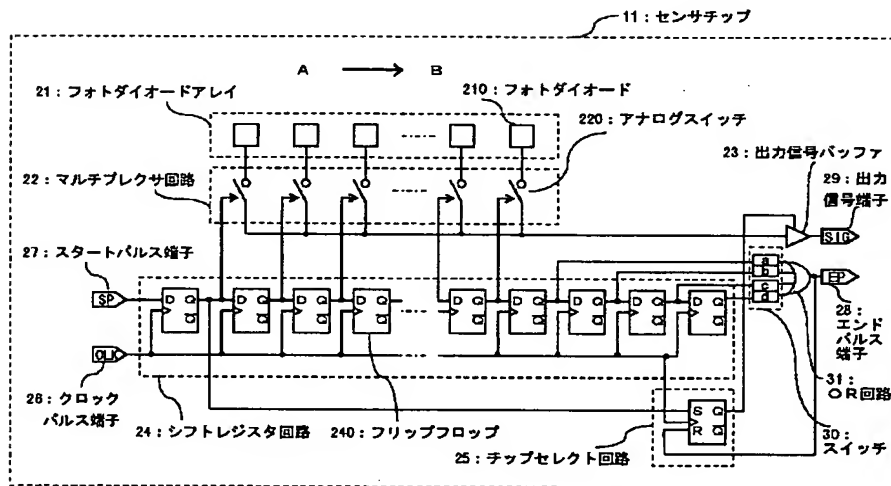 11：センサチップ
A
B
21：フォトダイオードアレイ
210：フォトダイオード
220：アナログスイッチ
23：出力信号バッファ
22：マルチプレクサ回路
29：出力
信号端子
SIG
27：スタートパルス端子
a
b
c
d
EP
SP
D Q Q
D Q Q
D Q Q
D Q Q
D Q Q
D Q Q
D Q Q
D Q Q
D Q Q
28：
エンド
パルス
端子
CLK
26：クロック
パルス端子
31：
OR回路
S Q
R Q
24：シフトレジスタ回路
240：フリップフロップ
25：チップセレクト回路
30：
スイッチ